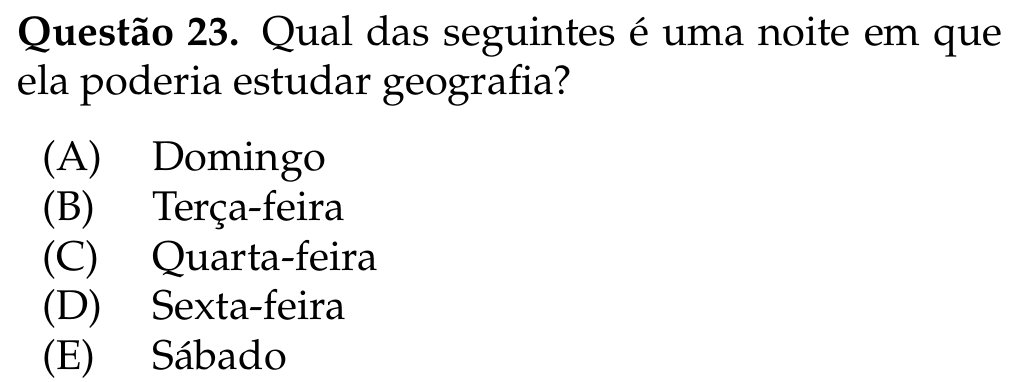 Questão 23. Qual das seguintes é uma noite em que
ela poderia estudar geografia?
(A) Domingo
(B) Terça-feira
(C) Quarta-feira
(D) Sexta-feira
(E) Sábado